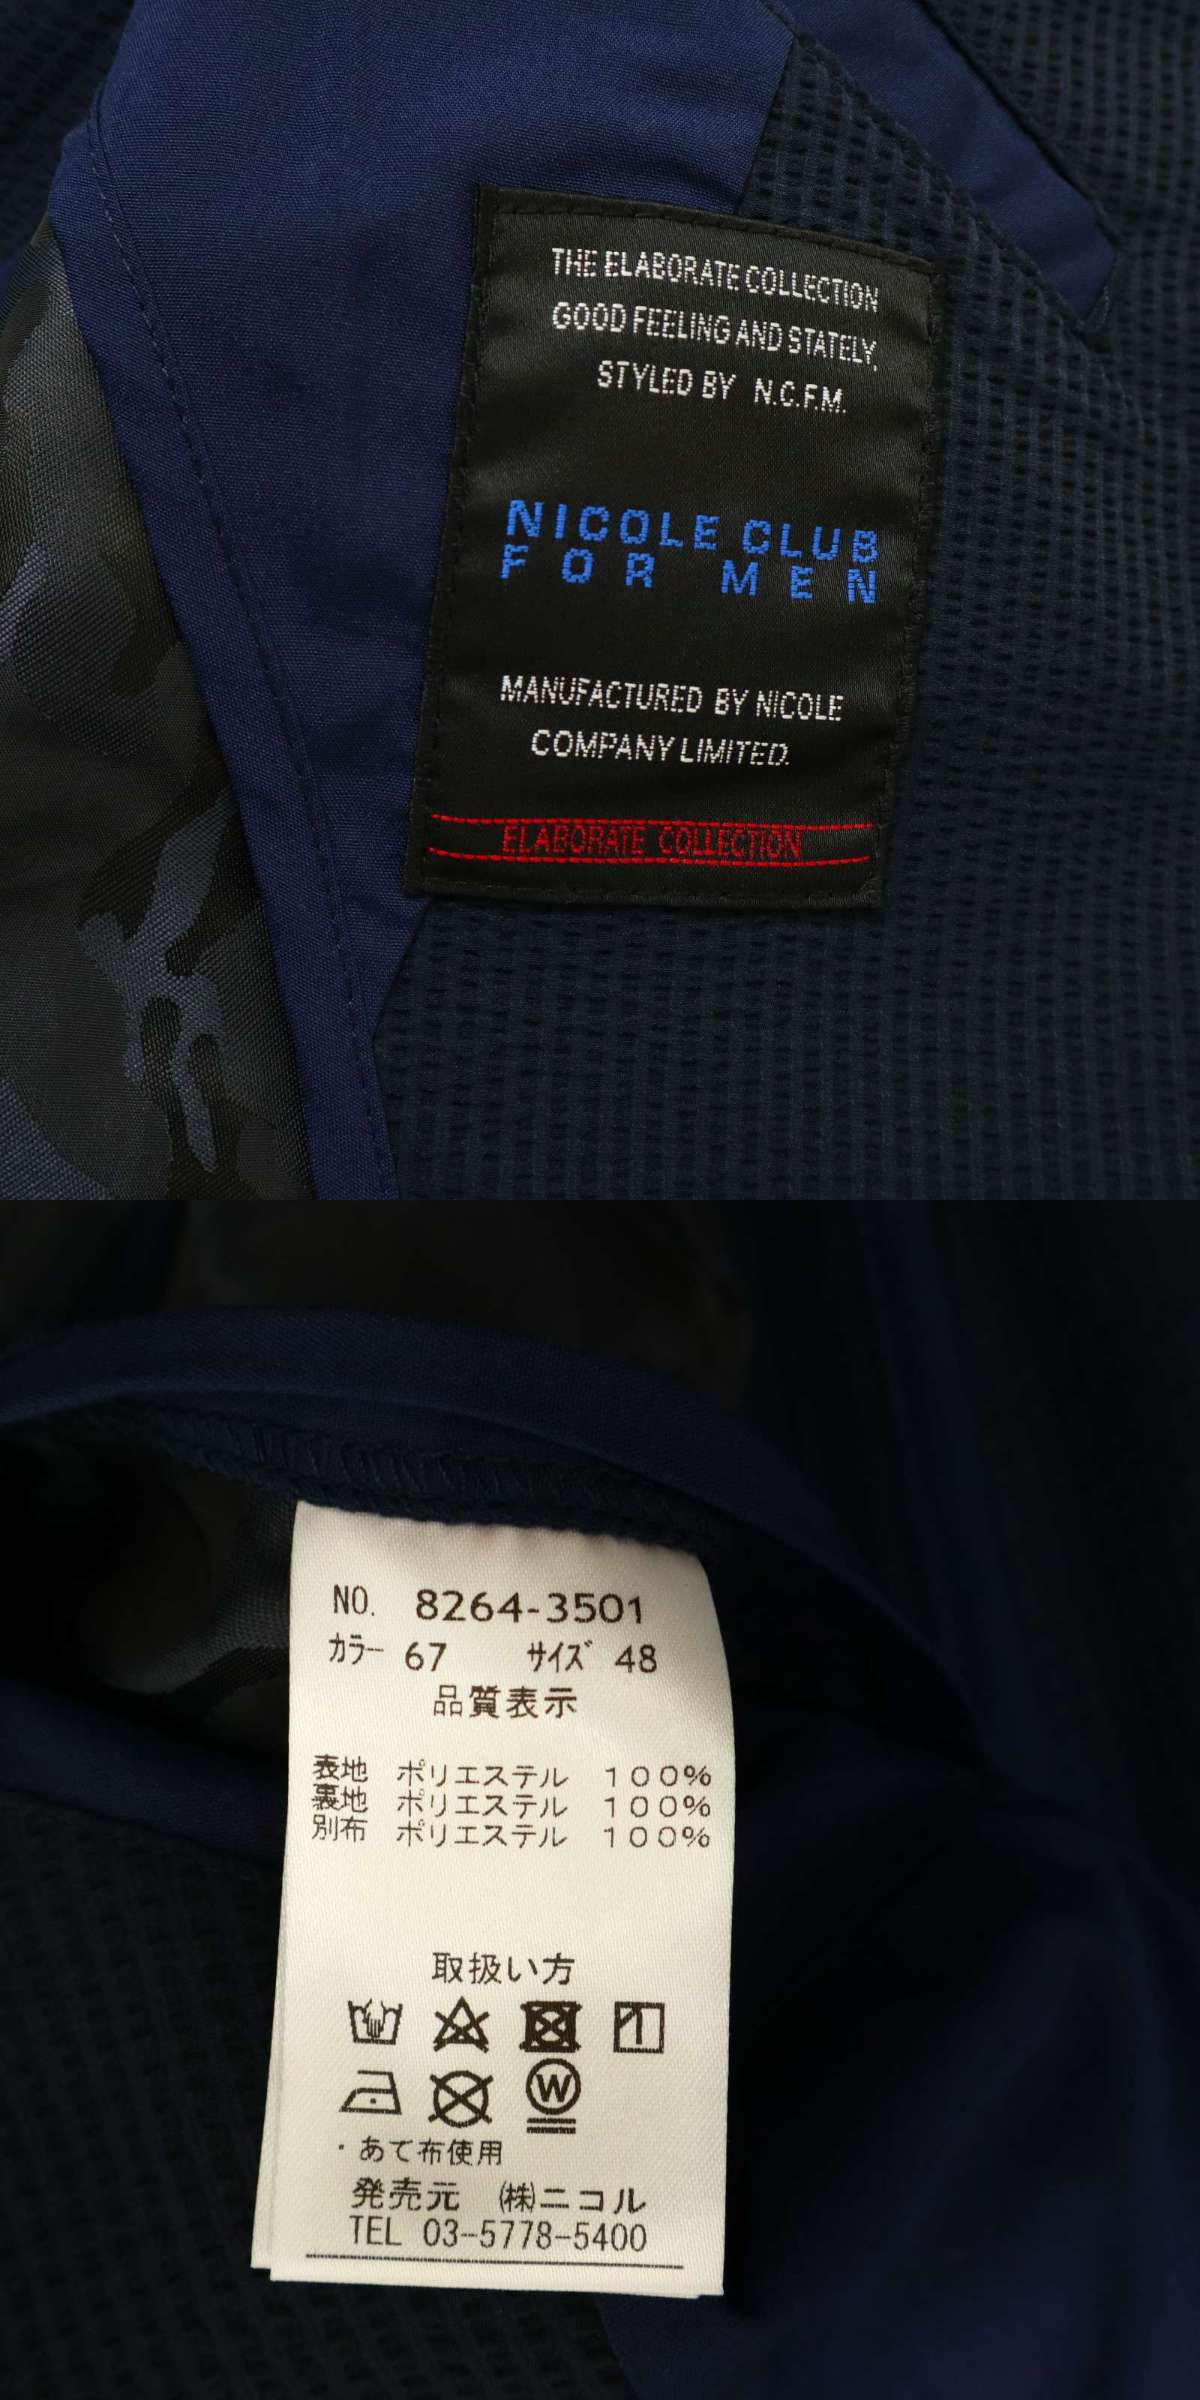 THE ELABORATE COLLECTION
GOOD FEELING AND STATELY,
STYLED BY N.C.F.M.
NICOLE CLUB
FOR MEN
MANUFACTURED BY NICOLE
COMPANY LIMITED.
ELABORATE COLLECTION
NO. 8264-3501
カラー 67 サイズ 48
品質表示
表地 ポリエステル 100%
裏地 ポリエステル 100%
別布 ポリエステル 100%
取扱い方
W
・あて布使用
発売元 ㈱ニコル
TEL 03-5778-5400